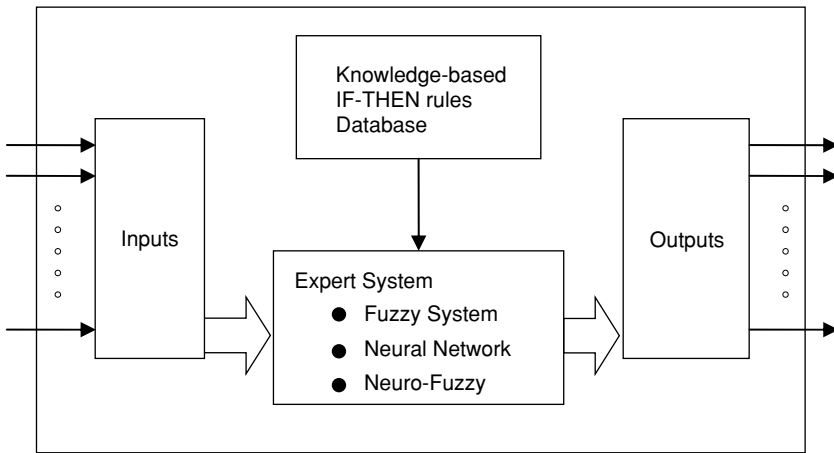 Knowledge-based
IF-THEN rules
Database
Inputs
Expert System
● Fuzzy System
● Neural Network
● Neuro-Fuzzy
Outputs